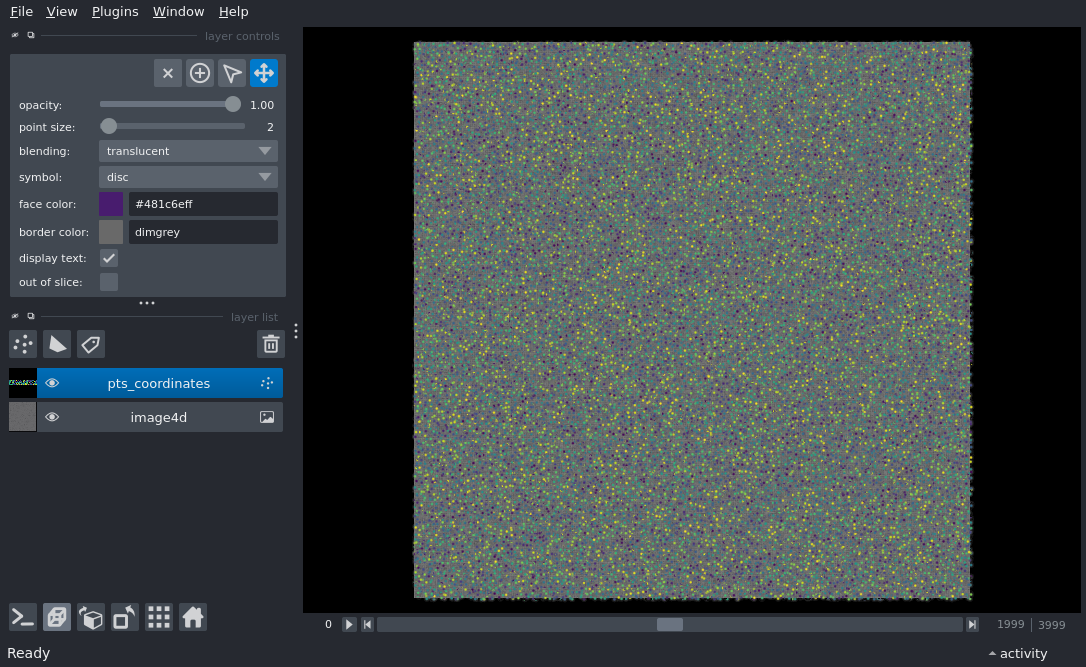 File View Plugins Window Help
layer controls
opacity: 1.00
point size: 2
blending: translucent
symbol: disc
face color: #481c6eff
border color: dimgrey
display text:
out of slice:
layer list
pts_coordinates
image4d
0 1999 3999
Ready activity